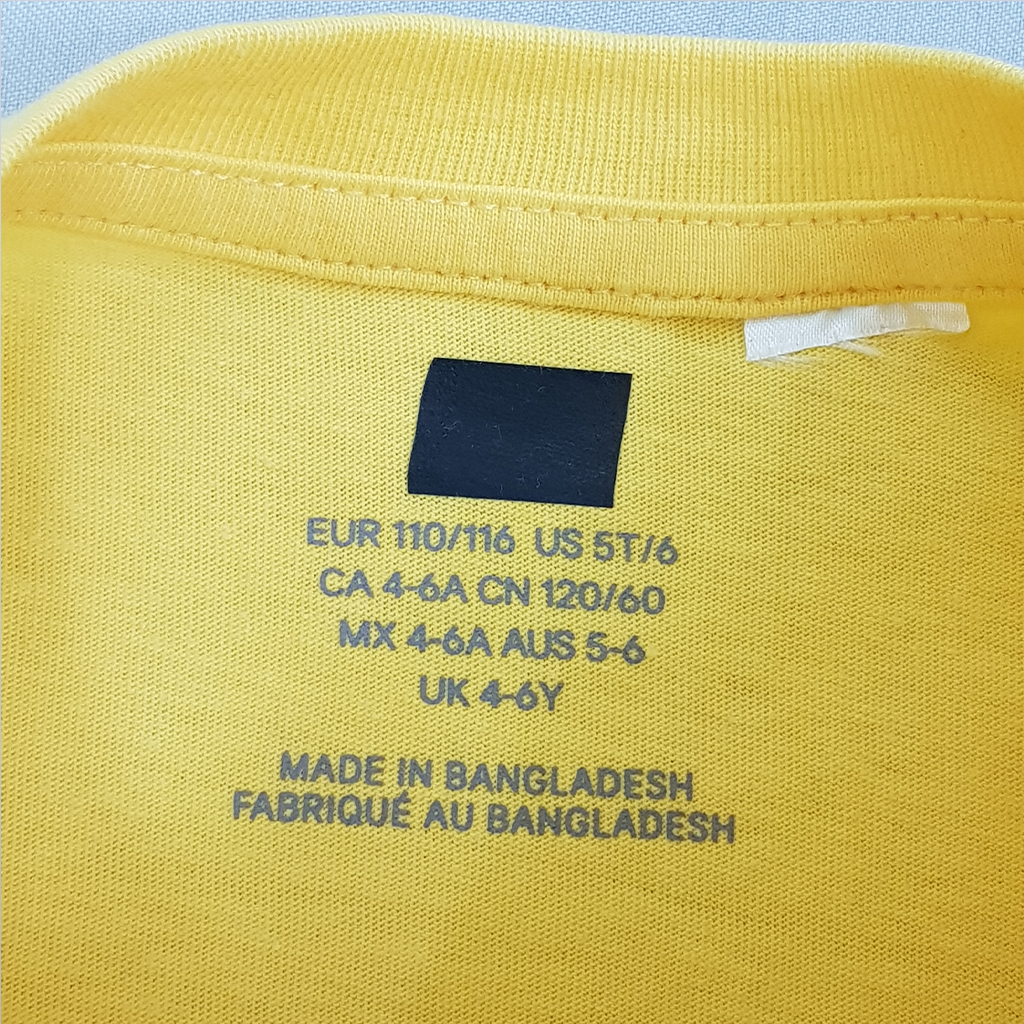 EUR 110/116 US 5T/6
CA 4-6A CN 120/60
MX 4-6A AUS 5-6
UK 4-6Y
MADE IN BANGLADESH
FABRIQUÉ AU BANGLADESH